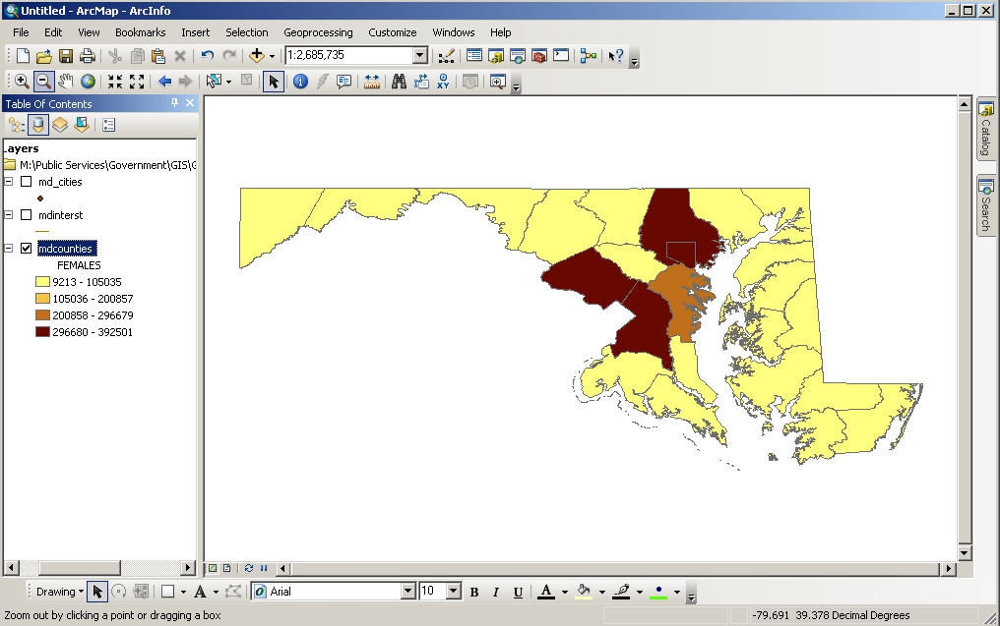 Untitled - ArcMap - ArcInfo
File Edit View Bookmarks Insert Selection Geoprocessing Customize Windows Help
1:2,685,735
XY
Table Of Contents
ayers
M:\Public Services\Government\GIS\G
md_cities
mdinterst
mdcounties
FEMALES
9213 - 105035
105036 - 200857
200858 - 296679
296680 - 392501
Catalog
Search
Drawing A Arial 10 B I U A
Zoom out by clicking a point or dragging a box -79.691 39.378 Decimal Degrees